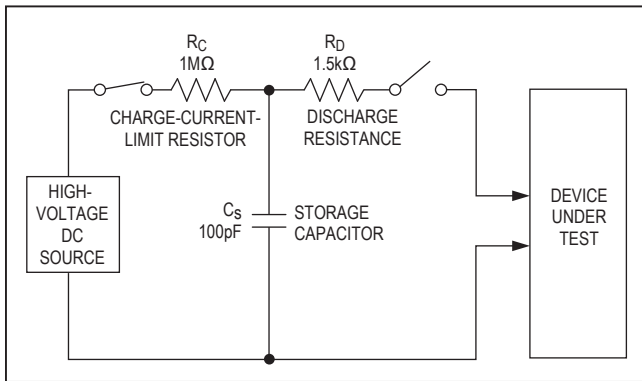 R_C
1MΩ
CHARGE-CURRENT-
LIMIT RESISTOR
R_D
1.5kΩ
DISCHARGE
RESISTANCE
HIGH-
VOLTAGE
DC
SOURCE
C_S
100pF
STORAGE
CAPACITOR
DEVICE
UNDER
TEST